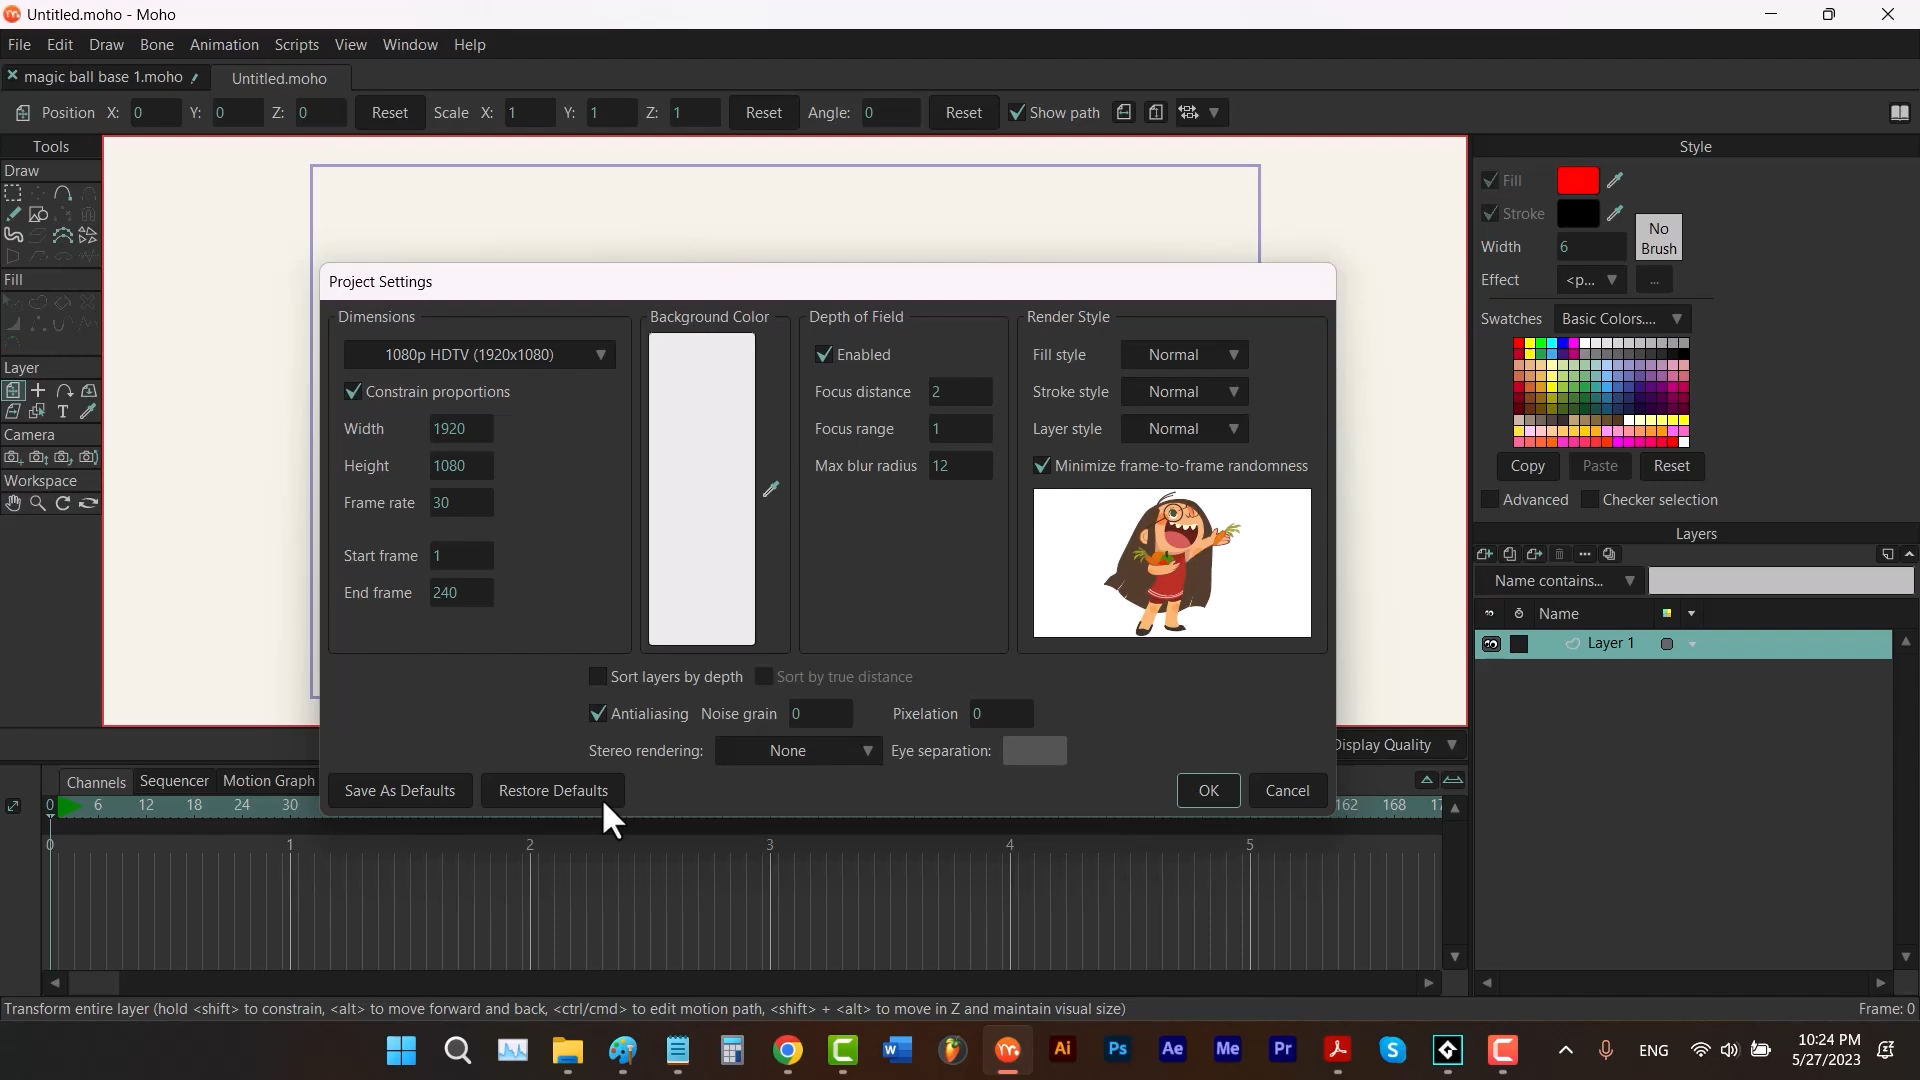 Untitled.moho - Moho
File Edit Draw Bone Animation Scripts View Window Help
magic ball base 1.moho Untitled.moho
Position X: 0 Y: 0 Z: 0 Reset Scale X: 1 Y: 1 Z: 1 Reset Angle: 0 Reset Show path
Tools
Draw
Fill
Layer
T
Camera
Workspace
Project Settings
Dimensions
1080p HDTV (1920x1080)
Constrain proportions
Width 1920
Height 1080
Frame rate 30
Start frame 1
End frame 240
Background Color
Depth of Field
Enabled
Focus distance 2
Focus range 1
Max blur radius 12
Render Style
Fill style Normal
Stroke style Normal
Layer style Normal
Minimize frame-to-frame randomness
Sort layers by depth Sort by true distance
Antialiasing Noise grain 0 Pixelation 0
Stereo rendering: None Eye separation:
Save As Defaults Restore Defaults OK Cancel
Style
Fill
Stroke
No Brush
Width 6
Effect <p... ...
Swatches Basic Colors....
Copy Paste Reset
Advanced Checker selection
Layers
Name contains...
Name
Layer 1
Display Quality
Channels Sequencer Motion Graph
0 6 12 18 24 30 162 168
0 1 2 3 4 5
Transform entire layer (hold <shift> to constrain, <alt> to move forward and back, <ctrl/cmd> to edit motion path, <shift> + <alt> to move in Z and maintain visual size)
Frame: 0
Ai Ps Ae Me Pr
ENG
10:24 PM
5/27/2023